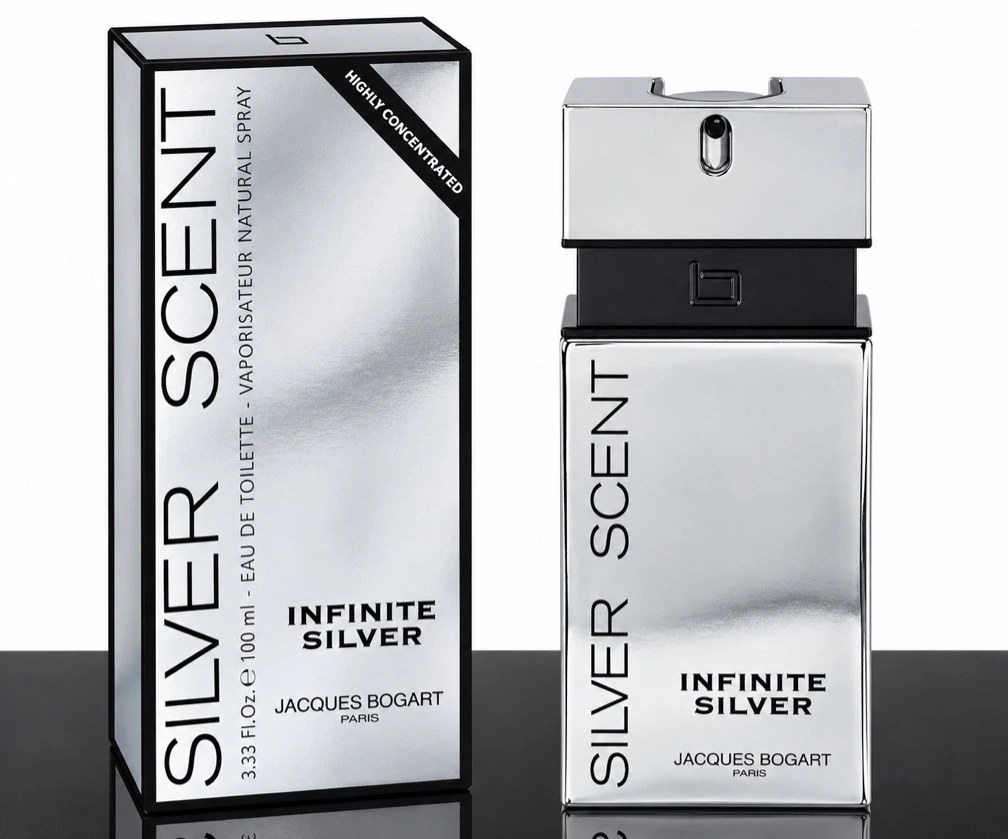 HIGHLY CONCENTRATED
SILVER SCENT
3.33 Fl.Oz. ℮ 100 ml - EAU DE TOILETTE - VAPORISATEUR NATURAL SPRAY
INFINITE
SILVER
JACQUES BOGART
PARIS
SILVER SCENT
INFINITE
SILVER
JACQUES BOGART
PARIS